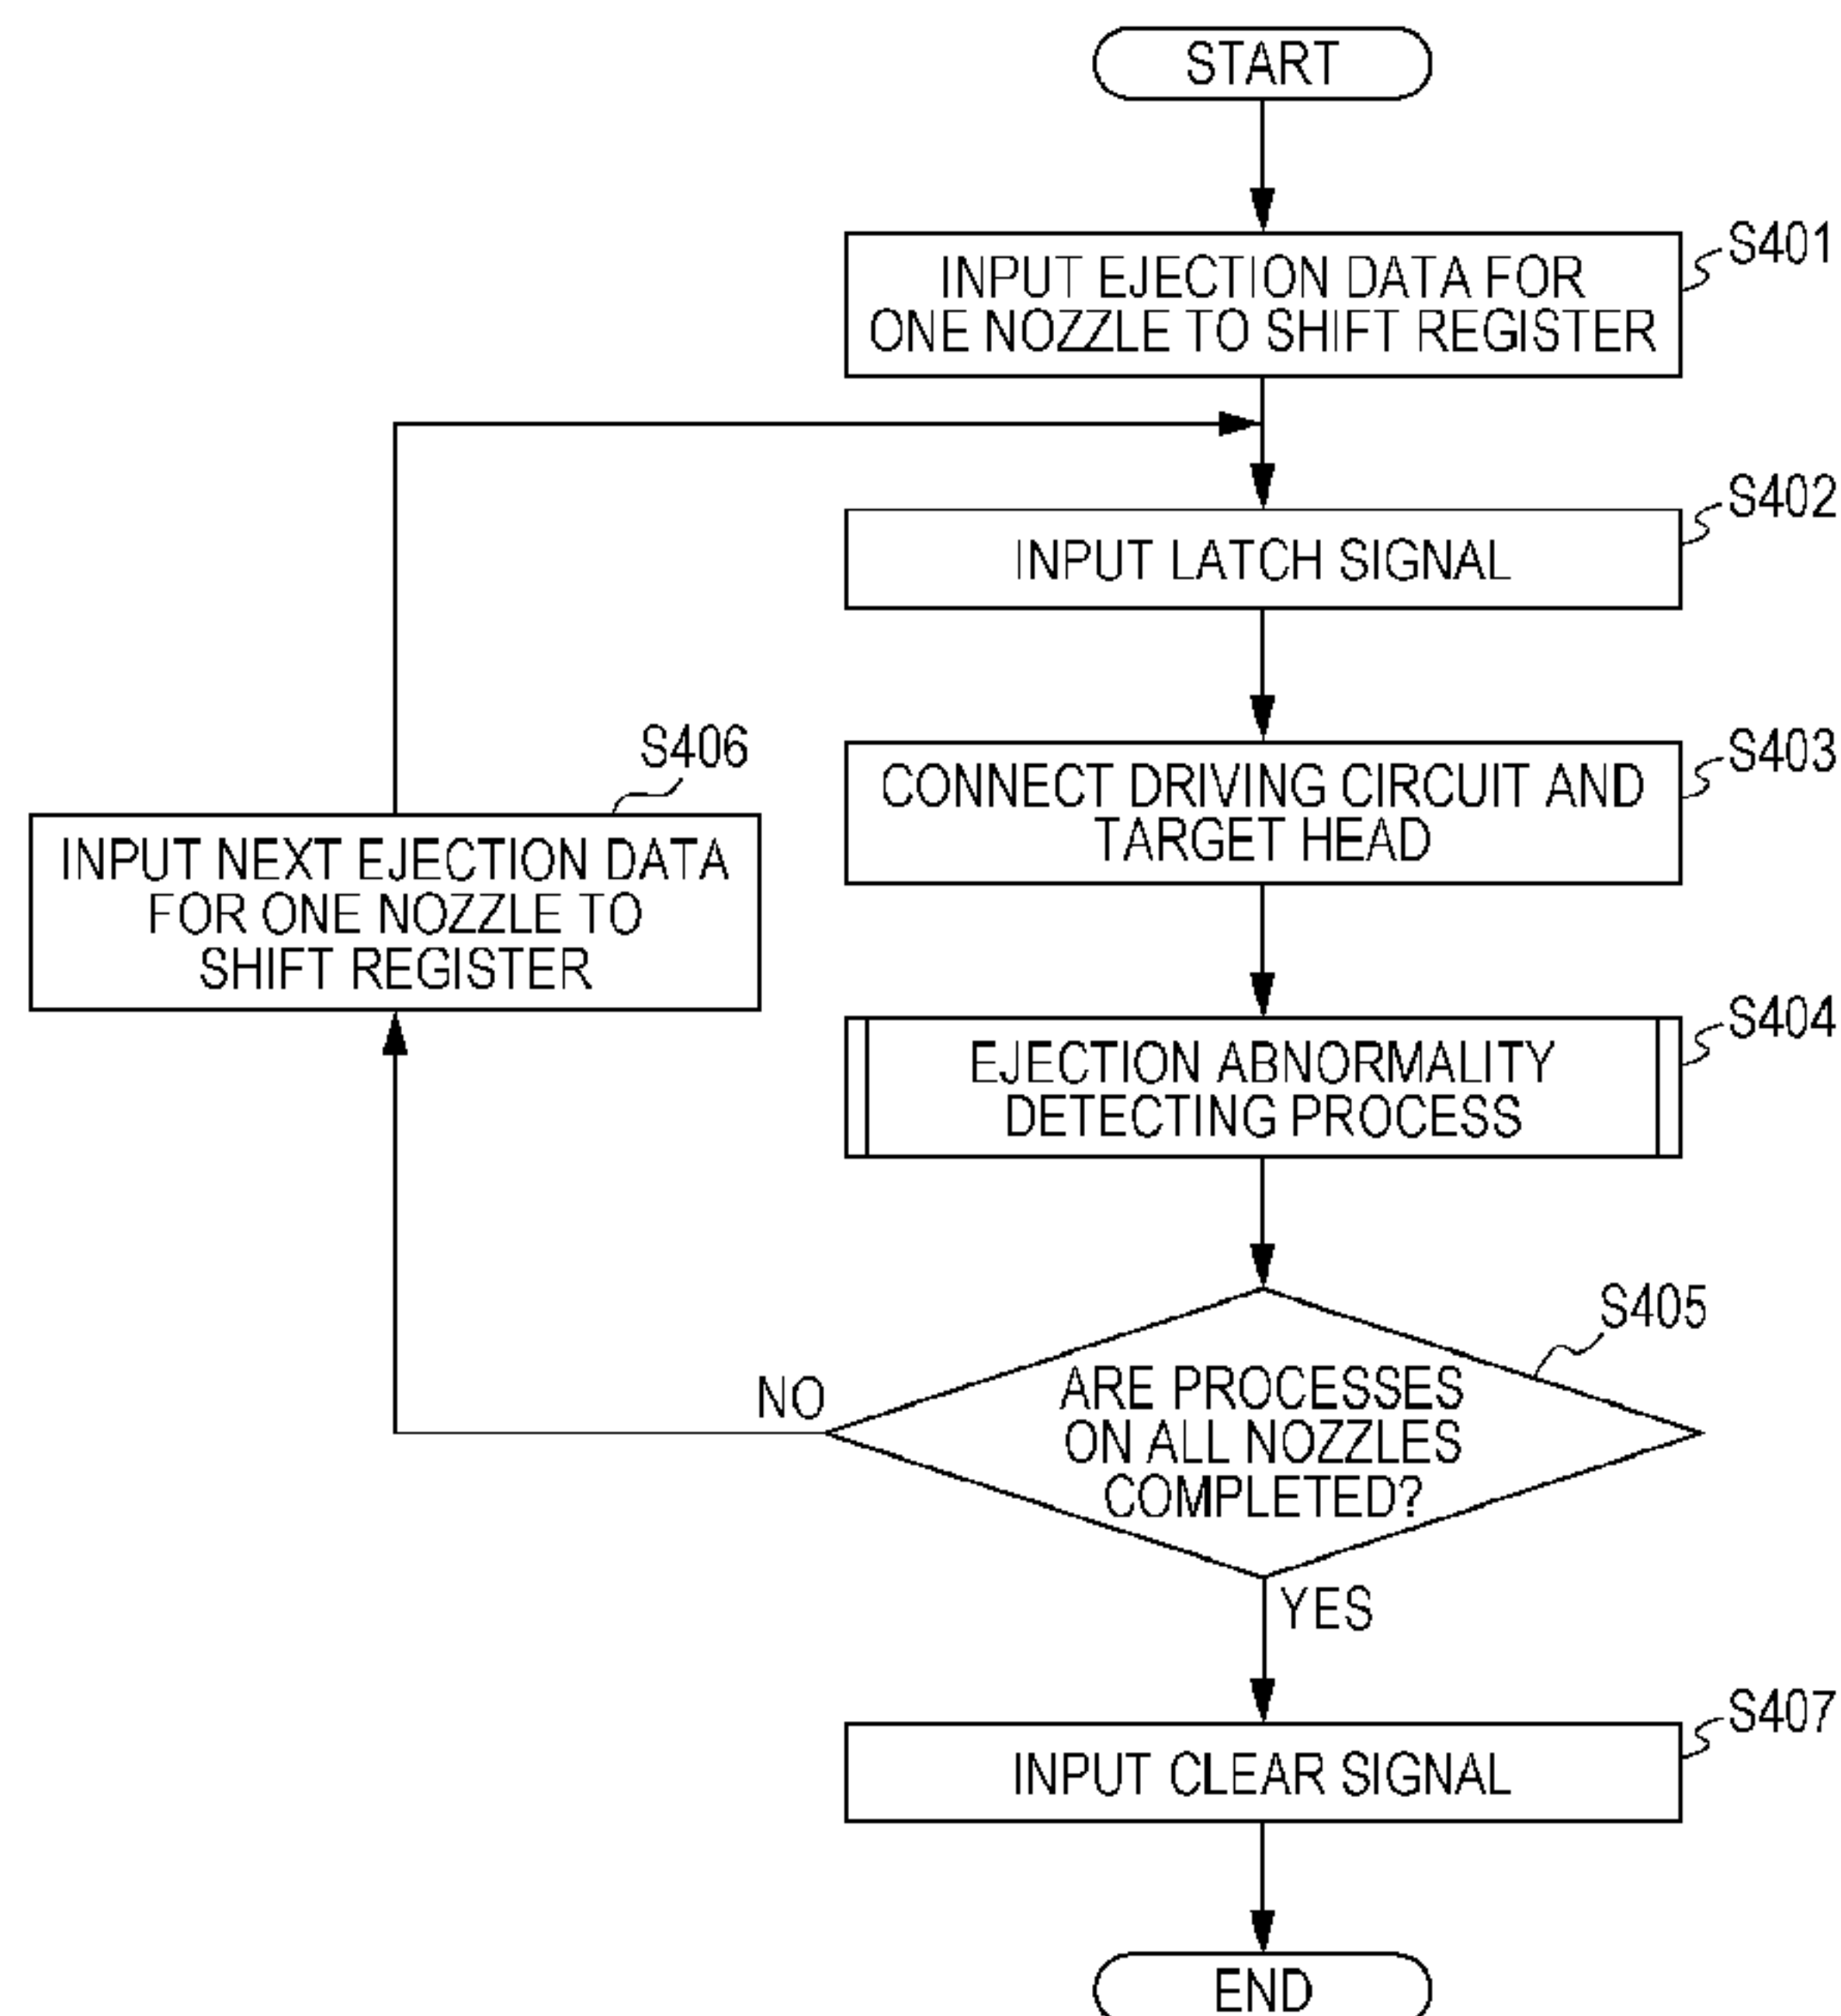 START
S401
INPUT EJECTION DATA FOR
ONE NOZZLE TO SHIFT REGISTER
S402
INPUT LATCH SIGNAL
S403
CONNECT DRIVING CIRCUIT AND
TARGET HEAD
S406
INPUT NEXT EJECTION DATA
FOR ONE NOZZLE TO
SHIFT REGISTER
S404
EJECTION ABNORMALITY
DETECTING PROCESS
S405
ARE PROCESSES
ON ALL NOZZLES
COMPLETED?
NO
YES
S407
INPUT CLEAR SIGNAL
END